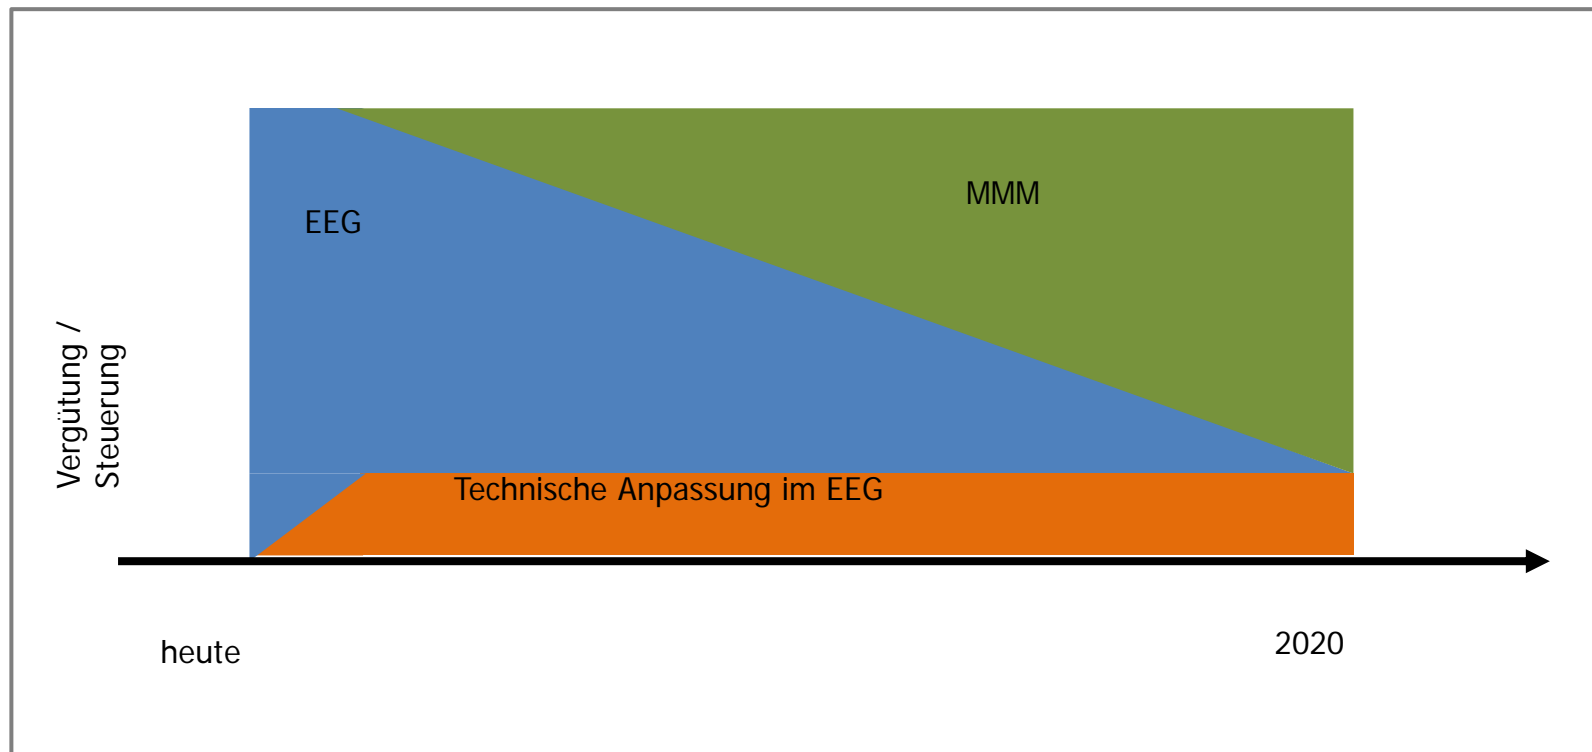 MMM
EEG
Vergütung /
Steuerung
Technische Anpassung im EEG
heute
2020